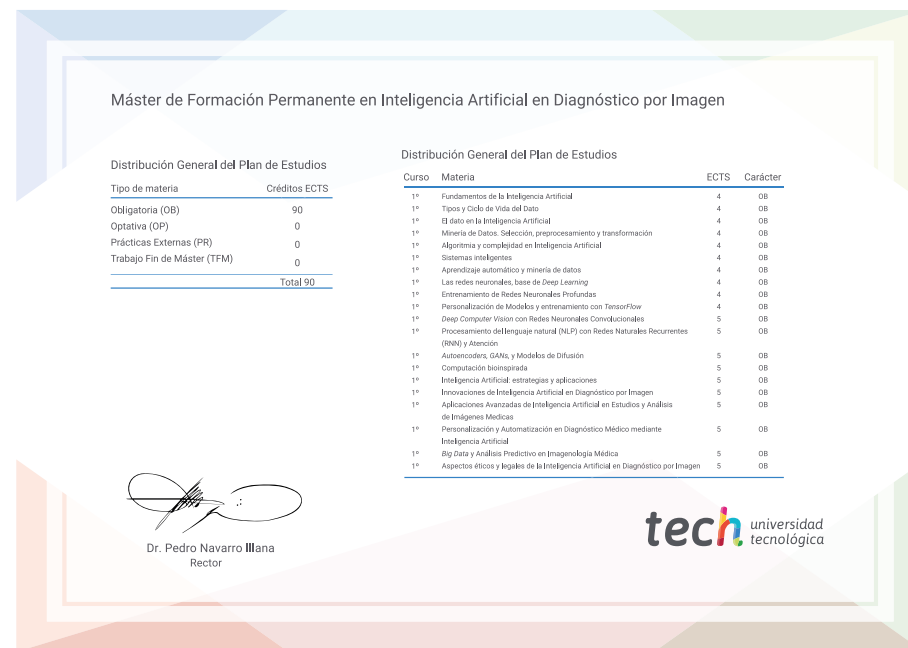 Máster de Formación Permanente en Inteligencia Artificial en Diagnóstico por Imagen
Distribución General del Plan de Estudios
Tipo de materia Créditos ECTS
Obligatoria (OB) 90
Optativa (OP) 0
Prácticas Externas (PR) 0
Trabajo Fin de Máster (TFM) 0
Total 90
Distribución General del Plan de Estudios
Curso Materia ECTS Carácter
1º Fundamentos de la Inteligencia Artificial 4 OB
1º Tipos y Ciclo de Vida del Dato 4 OB
1º El dato en la Inteligencia Artificial 4 OB
1º Minería de Datos. Selección, preprocesamiento y transformación 4 OB
1º Algoritmia y complejidad en Inteligencia Artificial 4 OB
1º Sistemas inteligentes 4 OB
1º Aprendizaje automático y minería de datos 4 OB
1º Las redes neuronales, base de Deep Learning 4 OB
1º Entrenamiento de Redes Neuronales Profundas 4 OB
1º Personalización de Modelos y entrenamiento con TensorFlow 4 OB
1º Deep Computer Vision con Redes Neuronales Convolucionales 5 OB
1º Procesamiento del lenguaje natural (NLP) con Redes Naturales Recurrentes 5 OB
(RNN) y Atención
1º Autoencoders, GANs, y Modelos de Difusión 5 OB
1º Computación bioinspirada 5 OB
1º Inteligencia Artificial: estrategias y aplicaciones 5 OB
1º Innovaciones de Inteligencia Artificial en Diagnóstico por Imagen 5 OB
1º Aplicaciones Avanzadas de Inteligencia Artificial en Estudios y Análisis 5 OB
de Imágenes Medicas
1º Personalización y Automatización en Diagnóstico Médico mediante 5 OB
Inteligencia Artificial
1º Big Data y Análisis Predictivo en Imagenología Médica 5 OB
1º Aspectos éticos y legales de la Inteligencia Artificial en Diagnóstico por Imagen 5 OB
Dr. Pedro Navarro Illana
Rector
tech universidad
tecnológica